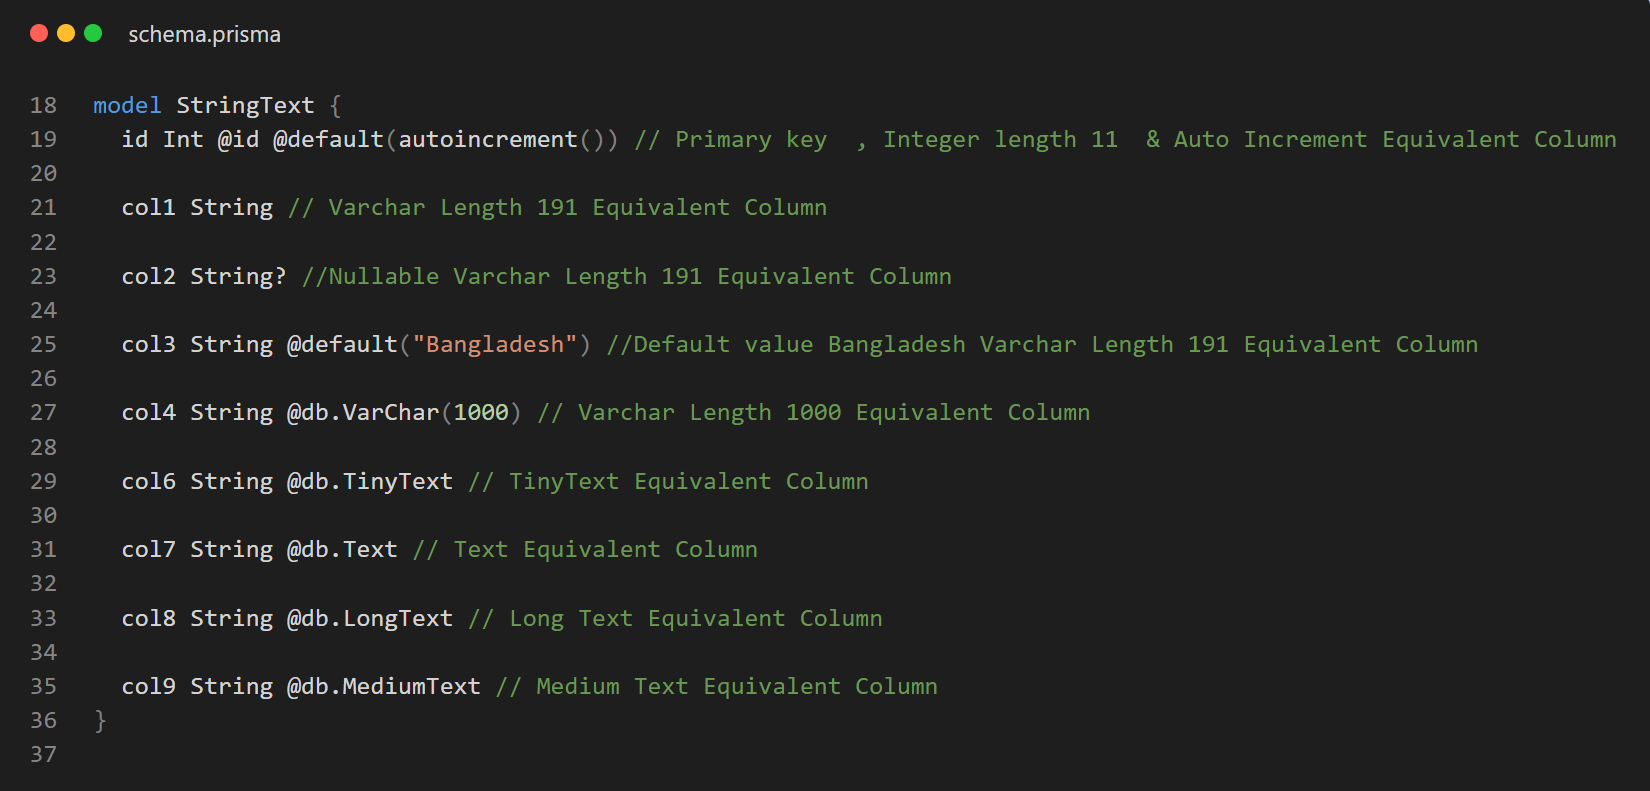 schema.prisma
18 model StringText {
19 id Int @id @default(autoincrement()) // Primary key  , Integer length 11  & Auto Increment Equivalent Column
20
21 col1 String // Varchar Length 191 Equivalent Column
22
23 col2 String? //Nullable Varchar Length 191 Equivalent Column
24
25 col3 String @default("Bangladesh") //Default value Bangladesh Varchar Length 191 Equivalent Column
26
27 col4 String @db.VarChar(1000) // Varchar Length 1000 Equivalent Column
28
29 col6 String @db.TinyText // TinyText Equivalent Column
30
31 col7 String @db.Text // Text Equivalent Column
32
33 col8 String @db.LongText // Long Text Equivalent Column
34
35 col9 String @db.MediumText // Medium Text Equivalent Column
36 }
37